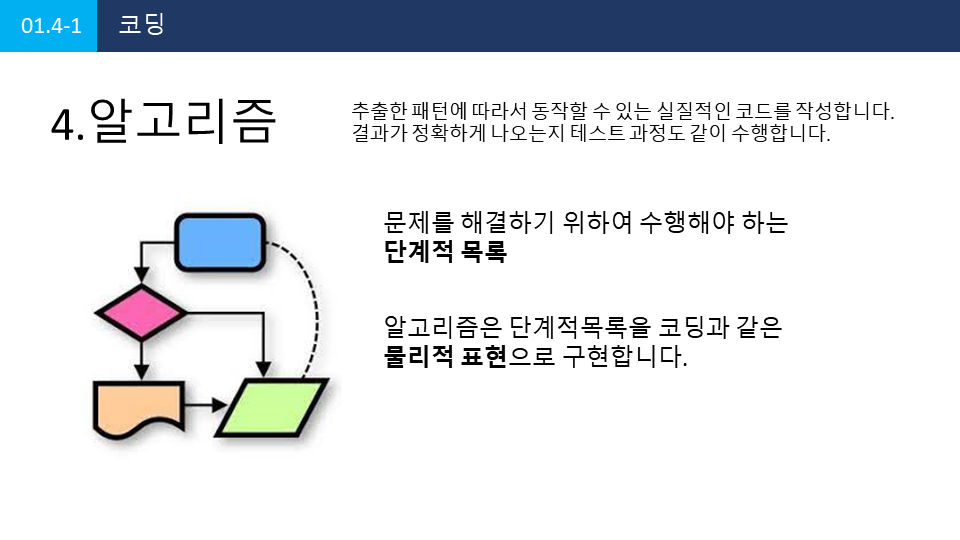 01.4-1 코딩
4.알고리즘
추출한 패턴에 따라서 동작할 수 있는 실질적인 코드를 작성합니다.
결과가 정확하게 나오는지 테스트 과정도 같이 수행합니다.
문제를 해결하기 위하여 수행해야 하는
단계적 목록
알고리즘은 단계적목록을 코딩과 같은
물리적 표현으로 구현합니다.